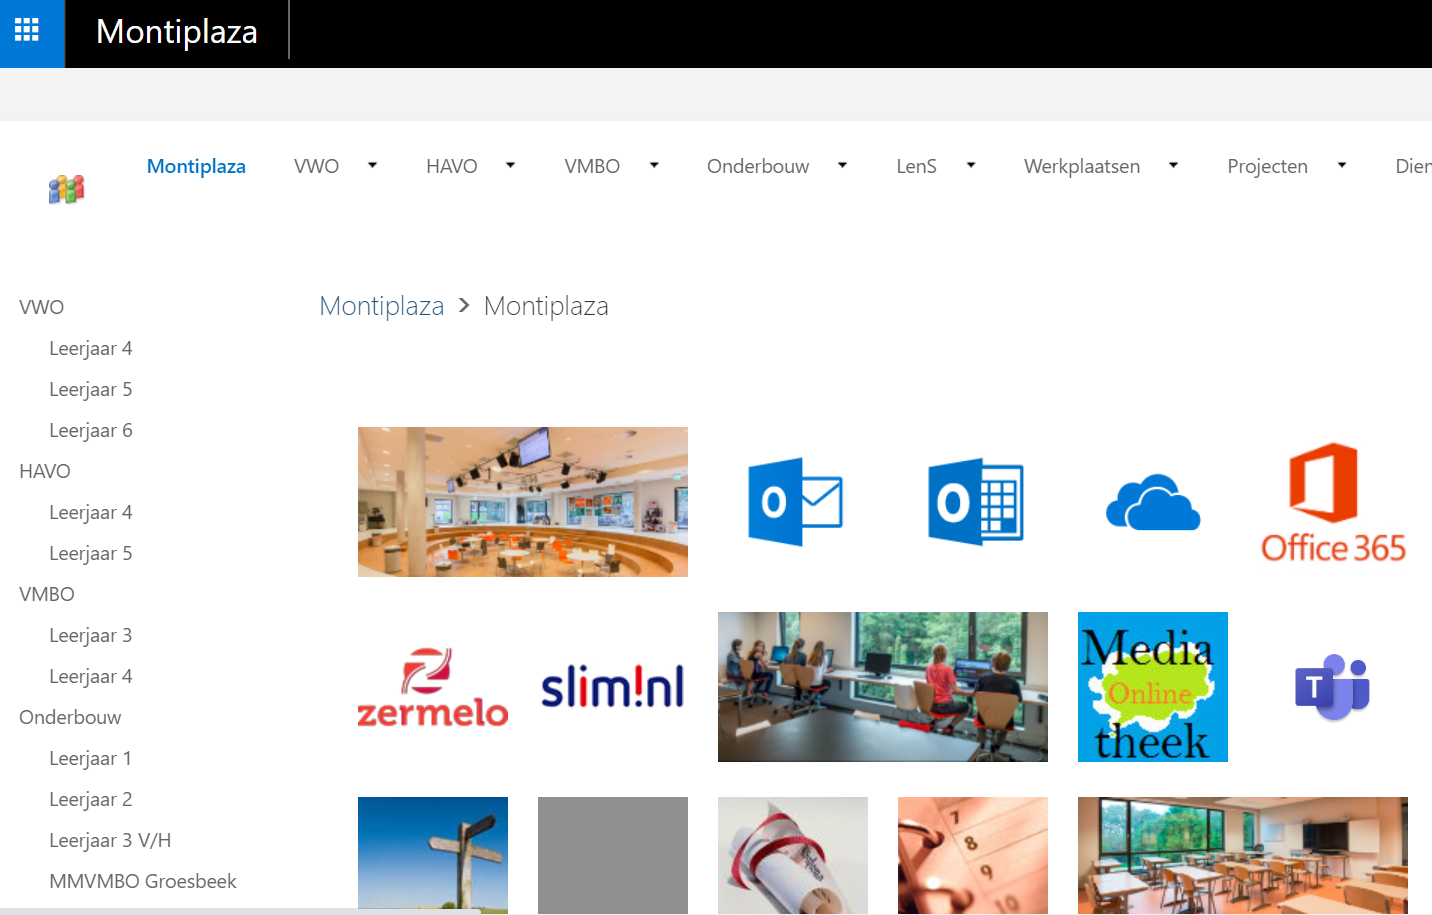 Montiplaza
Montiplaza VWO HAVO VMBO Onderbouw LenS Werkplaatsen Projecten Dien
VWO
Leerjaar 4
Leerjaar 5
Leerjaar 6
HAVO
Leerjaar 4
Leerjaar 5
VMBO
Leerjaar 3
Leerjaar 4
Onderbouw
Leerjaar 1
Leerjaar 2
Leerjaar 3 V/H
MMVMBO Groesbeek
Montiplaza > Montiplaza
O
O
Office 365
zermelo
slim!nl
Media
Online
theek
T
7
8
9
10